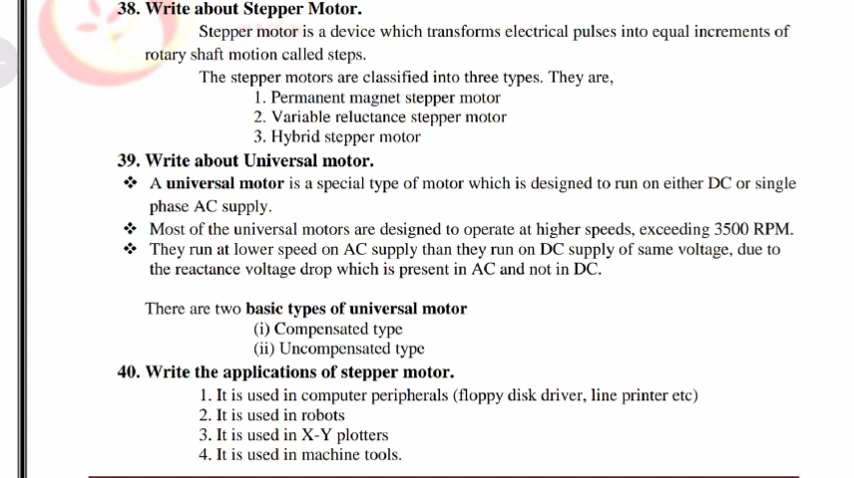 38. Write about Stepper Motor.
Stepper motor is a device which transforms electrical pulses into equal increments of
rotary shaft motion called steps.
The stepper motors are classified into three types. They are,
1. Permanent magnet stepper motor
2. Variable reluctance stepper motor
3. Hybrid stepper motor
39. Write about Universal motor.
❖ A universal motor is a special type of motor which is designed to run on either DC or single
phase AC supply.
❖ Most of the universal motors are designed to operate at higher speeds, exceeding 3500 RPM.
❖ They run at lower speed on AC supply than they run on DC supply of same voltage, due to
the reactance voltage drop which is present in AC and not in DC.
There are two basic types of universal motor
(i) Compensated type
(ii) Uncompensated type
40. Write the applications of stepper motor.
1. It is used in computer peripherals (floppy disk driver, line printer etc)
2. It is used in robots
3. It is used in X-Y plotters
4. It is used in machine tools.